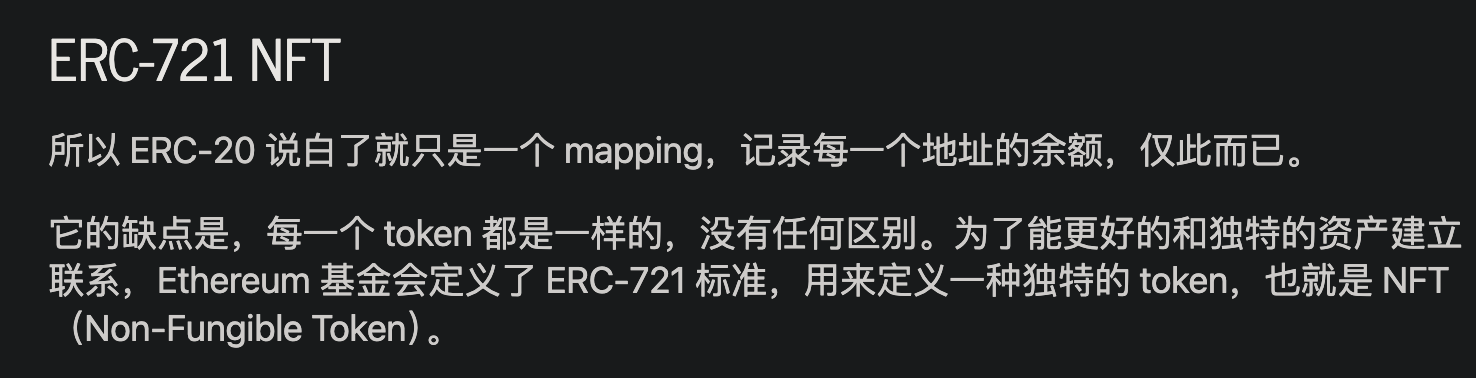 ERC-721 NFT
所以 ERC-20 说白了就只是一个 mapping，记录每一个地址的余额，仅此而已。
它的缺点是，每一个 token 都是一样的，没有任何区别。为了能更好的和独特的资产建立
联系，Ethereum 基金会定义了 ERC-721 标准，用来定义一种独特的 token，也就是 NFT
（Non-Fungible Token）。